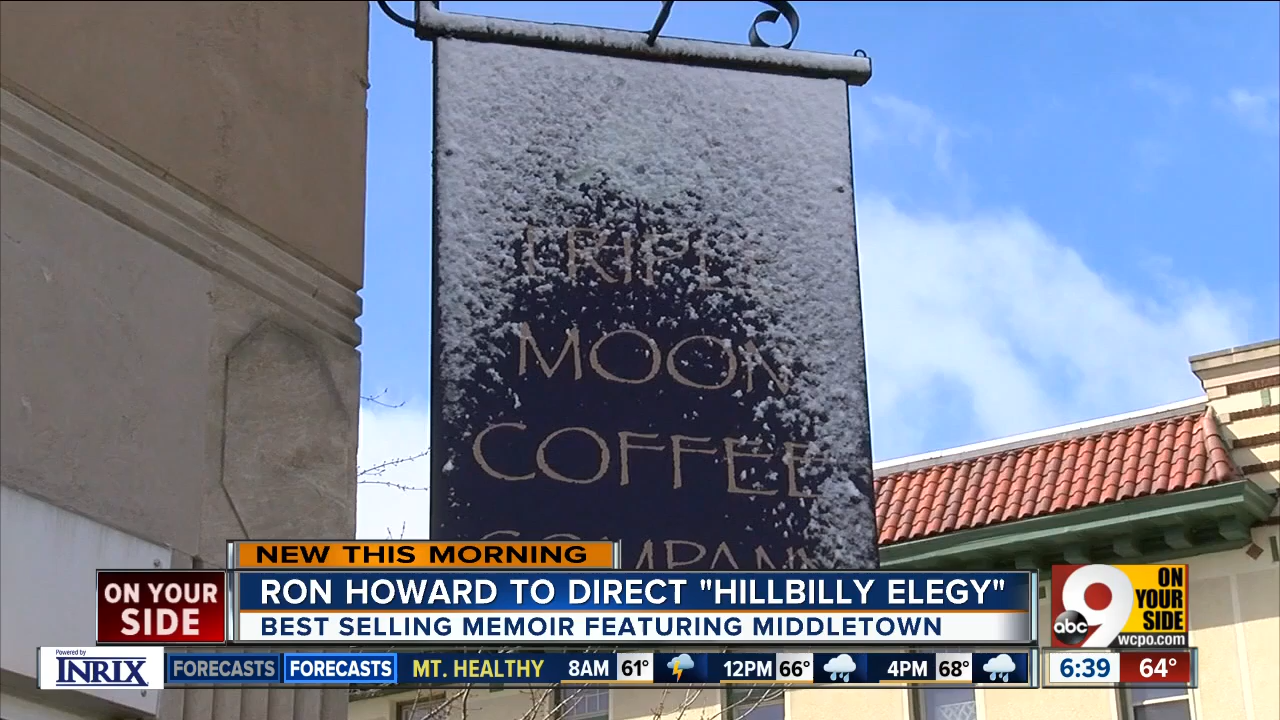 TRIPLE
MOON
COFFEE
COMPANY
NEW THIS MORNING
ON YOUR
SIDE
RON HOWARD TO DIRECT "HILLBILLY ELEGY"
BEST SELLING MEMOIR FEATURING MIDDLETOWN
abc 9 ON
YOUR
SIDE
wcpo.com
Powered by
INRIX
FORECASTS FORECASTS MT. HEALTHY 8AM 61° 12PM 66° 4PM 68° 6:39 64°